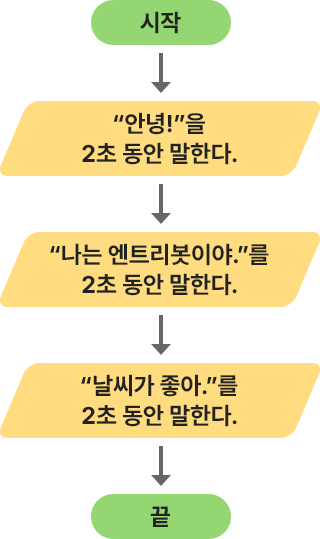 시작
“안녕!”을
2초 동안 말한다.
“나는 엔트리봇이야.”를
2초 동안 말한다.
“날씨가 좋아.”를
2초 동안 말한다.
끝